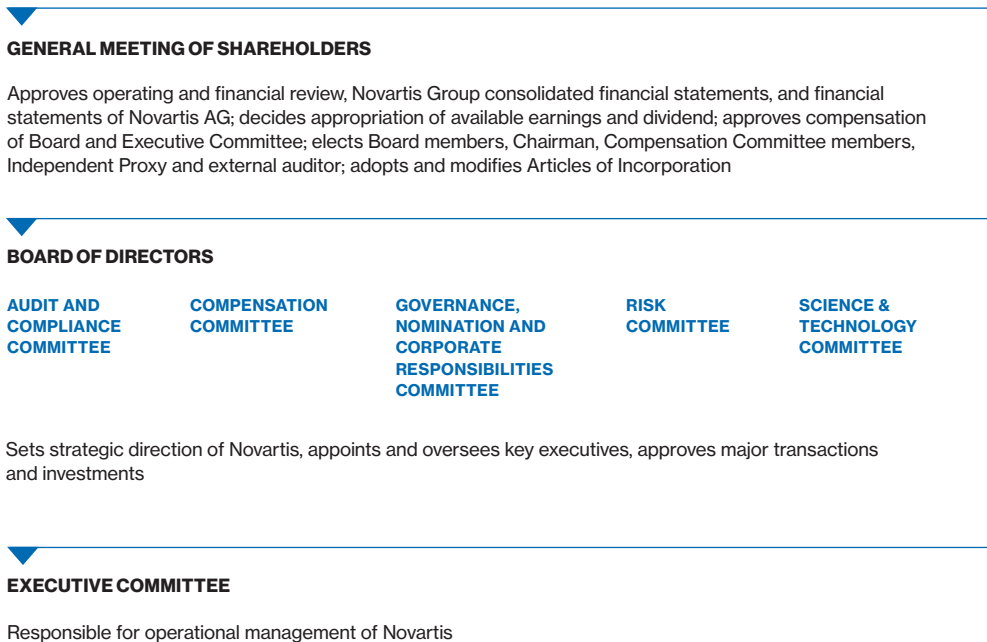 GENERAL MEETING OF SHAREHOLDERS
Approves operating and financial review, Novartis Group consolidated financial statements, and financial
statements of Novartis AG; decides appropriation of available earnings and dividend; approves compensation
of Board and Executive Committee; elects Board members, Chairman, Compensation Committee members,
Independent Proxy and external auditor; adopts and modifies Articles of Incorporation
BOARD OF DIRECTORS
AUDIT AND
COMPLIANCE
COMMITTEE
COMPENSATION
COMMITTEE
GOVERNANCE,
NOMINATION AND
CORPORATE
RESPONSIBILITIES
COMMITTEE
RISK
COMMITTEE
SCIENCE &
TECHNOLOGY
COMMITTEE
Sets strategic direction of Novartis, appoints and oversees key executives, approves major transactions
and investments
EXECUTIVE COMMITTEE
Responsible for operational management of Novartis